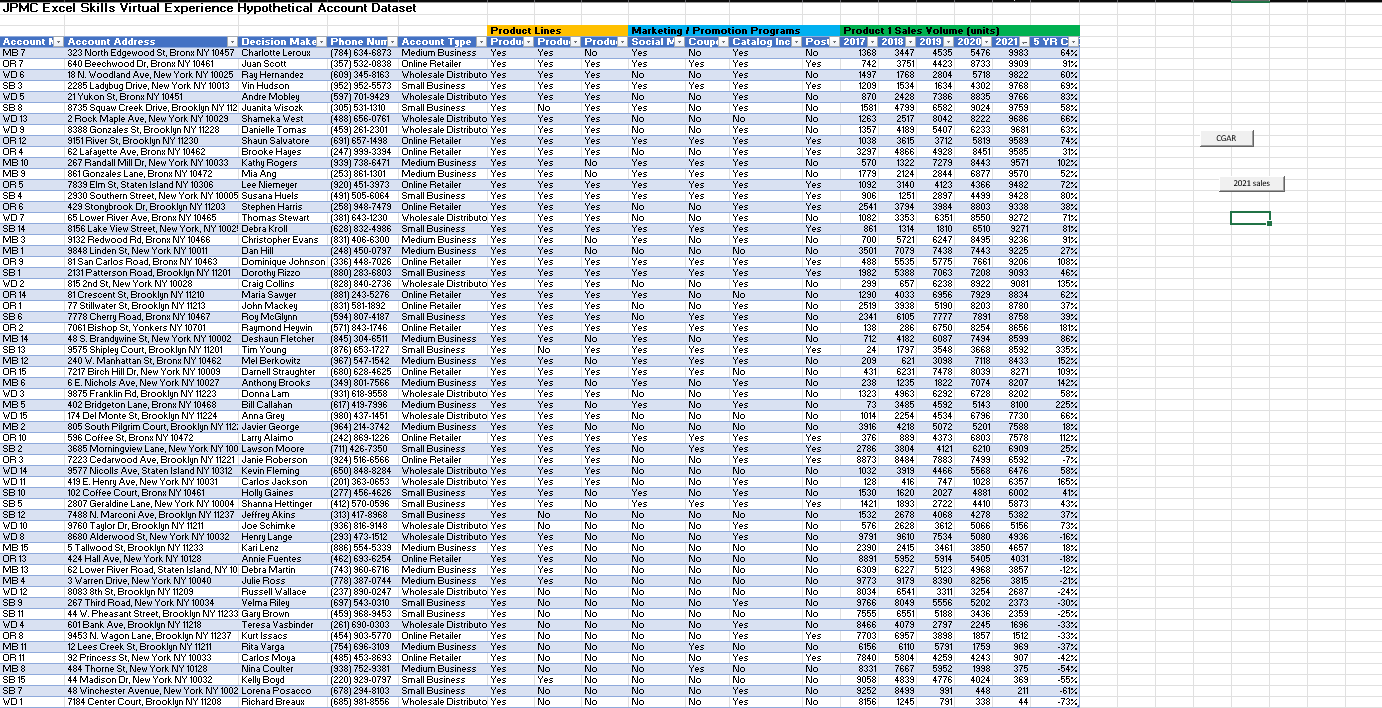 JPMC Excel Skills Virtual Experience Hypothetical Account Dataset
Product Lines Marketing / Promotion Programs Product 1 Sales Volume (units)
Account N Account Address Decision Make Phone Num Account Type Produ Produ Produ Social M Coup Catalog Inc Post 2017 2018 2019 2020 2021 5 YR C
MB 7 323 North Edgewood St, Bronx NY 10457 Charlotte Leroux (784) 634-6873 Medium Business Yes Yes No Yes No Yes No 1368 3447 4535 5476 9983 64%
OR 7 640 Beechwood Dr, Bronx NY 10461 Juan Scott (357) 532-0838 Online Retailer Yes Yes Yes Yes Yes Yes Yes 742 3751 4423 8733 9909 91%
WD 6 18 N. Woodland Ave, New York NY 10025 Ray Hernandez (609) 345-8163 Wholesale Distributo Yes Yes Yes No No Yes No 1497 1768 2804 5718 9822 60%
SB 3 2285 Ladybug Drive, New York NY 10013 Vin Hudson (952) 952-5573 Small Business Yes Yes Yes Yes Yes Yes Yes 1209 1534 1634 4302 9768 69%
WD 5 21 Yukon St, Bronx NY 10451 Andre Mobley (597) 701-9429 Wholesale Distributo Yes Yes Yes No No Yes No 870 2428 7386 8835 9766 83%
SB 8 8735 Squaw Creek Drive, Brooklyn NY 112 Juanita Visozk (305) 531-1310 Small Business Yes No Yes Yes Yes Yes Yes 1581 4799 6582 9024 9759 58%
WD 13 2 Rock Maple Ave, New York NY 10029 Shameka West (488) 656-0761 Wholesale Distributo Yes Yes Yes No No Yes No 1263 2517 8042 8222 9686 66%
WD 9 8388 Gonzales St, Brooklyn NY 11228 Danielle Tomas (459) 261-2301 Wholesale Distributo Yes Yes Yes No No Yes No 1357 4189 5407 6233 9681 63%
OR 12 9151 River St, Brooklyn NY 11230 Shaun Salvatore (691) 657-1498 Online Retailer Yes Yes Yes Yes No Yes Yes 1038 3615 3712 5819 9589 74%
OR 4 62 Lafayette Ave, Bronx NY 10462 Brooke Hayes (247) 999-3394 Online Retailer Yes Yes Yes Yes No Yes Yes 3297 4866 4928 8451 9585 31%
MB 10 267 Randall Mill Dr, New York NY 10033 Kathy Rogers (939) 738-6471 Medium Business Yes Yes No Yes No Yes No 570 1322 7279 8443 9571 102%
MB 9 861 Gonzales Lane, Bronx NY 10472 Mia Ang (253) 861-1301 Medium Business Yes Yes No Yes No Yes No 1779 2124 2844 6877 9570 52%
OR 5 7839 Elm St, Staten Island NY 10306 Lee Niemeyer (920) 451-3973 Online Retailer Yes Yes Yes Yes Yes Yes Yes 1092 3140 4123 4366 9482 72%
SB 4 2930 Southern Street, New York NY 10005 Susana Huels (491) 505-6064 Small Business Yes Yes Yes Yes No Yes Yes 906 1251 2897 4499 9428 80%
OR 6 429 Stonybrook Dr, Brooklyn NY 11203 Stephen Harris (258) 949-7479 Online Retailer Yes Yes Yes No No Yes Yes 2541 3794 3984 8803 9338 38%
WD 7 65 Lower River Ave, Bronx NY 10465 Thomas Stewart (381) 643-1230 Wholesale Distributo Yes Yes Yes No Yes Yes No 1082 3353 6351 8550 9272 71%
SB 14 8156 Lake View Street, New York, NY 1002 Debra Kroll (628) 832-4986 Small Business Yes Yes Yes Yes Yes Yes Yes 861 1314 1810 6510 9271 81%
MB 3 9132 Redwood Rd, Bronx NY 10466 Christopher Evans (831) 406-6300 Medium Business Yes Yes No Yes No Yes No 700 5721 6247 8495 9236 91%
MB 1 9848 Linden St, New York NY 10011 Dan Hill (248) 450-0797 Medium Business Yes Yes No Yes No Yes No 3501 7079 7438 7443 9225 27%
OR 9 81 San Carlos Road, Bronx NY 10463 Dominique Johnson (336) 448-7026 Online Retailer Yes Yes Yes Yes Yes Yes Yes 488 5535 5775 7661 9206 108%
SB 1 2131 Patterson Road, Brooklyn NY 11201 Dorothy Rizzo (880) 283-6803 Small Business Yes Yes Yes Yes Yes Yes Yes 1982 5388 7063 7208 9093 46%
WD 2 815 2nd St, New York NY 10028 Craig Collins (828) 840-2736 Wholesale Distributo Yes Yes Yes No No Yes No 299 657 6238 8922 9081 135%
OR 14 81 Crescent St, Brooklyn NY 11210 Maria Sawyer (881) 243-5276 Online Retailer Yes Yes Yes Yes No No No 1290 4033 6956 7929 8834 62%
OR 1 77 Stillwater St, Brooklyn NY 11213 John Mackey (831) 581-1892 Online Retailer Yes Yes Yes Yes Yes Yes No 2519 3938 5190 8203 8780 37%
SB 6 7778 Cherry Road, Bronx NY 10467 Roy McGlynn (594) 807-4187 Small Business Yes Yes Yes Yes No Yes No 2341 6105 7777 7891 8758 39%
OR 2 7061 Bishop St, Yonkers NY 10701 Raymond Heywin (571) 843-1746 Online Retailer Yes Yes Yes Yes Yes Yes No 138 286 6750 8254 8656 181%
MB 14 48 S. Brandywine St, New York NY 10002 Deshaun Fletcher (845) 304-6511 Medium Business Yes Yes No Yes No Yes No 712 4182 6087 7494 8599 86%
SB 13 9575 Shipley Court, Brooklyn NY 11201 Tim Young (876) 653-1727 Small Business Yes No Yes Yes Yes Yes Yes 24 1797 3548 3668 8592 335%
MB 12 240 W. Manhattan St, Bronx NY 10462 Mel Berkowitz (967) 547-1542 Medium Business Yes Yes No Yes Yes Yes No 209 621 3098 7118 8433 152%
OR 15 7217 Birch Hill Dr, New York NY 10009 Darnell Straughter (680) 628-4625 Online Retailer Yes Yes Yes Yes Yes No Yes 431 6231 7478 8039 8271 109%
MB 6 6 E. Nichols Ave, New York NY 10027 Anthony Brooks (349) 801-7566 Medium Business Yes Yes No Yes No Yes No 238 1235 1822 7074 8207 142%
WD 3 9875 Franklin Rd, Brooklyn NY 11223 Donna Lam (931) 618-9558 Wholesale Distributo Yes Yes Yes No No Yes No 1323 4963 6292 6728 8202 58%
MB 5 402 Bridgeton Lane, Bronx NY 10468 Bill Callahan (617) 419-7996 Medium Business Yes Yes No Yes No Yes No 73 3485 4592 5143 8100 225%
WD 15 174 Del Monte St, Brooklyn NY 11224 Anna Grey (980) 437-1451 Wholesale Distributo Yes Yes Yes No No Yes No 1014 2254 4534 6796 7730 66%
MB 2 805 South Pilgrim Court, Brooklyn NY 112 Javier George (964) 214-3742 Medium Business Yes Yes No Yes No Yes No 3916 4218 5072 5201 7588 18%
OR 10 596 Coffee St, Bronx NY 10472 Larry Alaimo (242) 869-1226 Online Retailer Yes Yes Yes Yes Yes Yes Yes 376 889 4373 6803 7578 112%
SB 2 3685 Morningview Lane, New York NY 100 Lawson Moore (711) 426-7350 Small Business Yes Yes Yes No Yes Yes Yes 2786 3804 4121 6210 6909 25%
OR 3 7223 Cedarwood Ave, Brooklyn NY 11221 Janie Roberson (924) 516-6566 Online Retailer Yes Yes Yes No No Yes Yes 8873 8484 7883 7499 6592 -7%
WD 14 9577 Nicolls Ave, Staten Island NY 10312 Kevin Fleming (650) 848-8284 Wholesale Distributo Yes Yes Yes No No Yes No 1032 3919 4466 5568 6476 58%
WD 11 419 E. Henry Ave, New York NY 10031 Carlos Jackson (201) 363-0653 Wholesale Distributo Yes Yes Yes No No Yes No 128 416 747 1028 6357 165%
SB 10 102 Coffee Court, Bronx NY 10461 Holly Gaines (277) 456-4626 Small Business Yes Yes No Yes No Yes No 1530 1620 2027 4881 6002 41%
SB 5 2807 Geraldine Lane, New York NY 10004 Shanna Hettinger (412) 570-0596 Small Business Yes Yes No Yes Yes Yes Yes 1421 1893 2722 4410 5873 43%
SB 12 7488 N. Marconi Ave, Brooklyn NY 11237 Jeffrey Akins (313) 417-8968 Small Business Yes No No No No No No 1532 2678 4068 4278 5382 37%
WD 10 9760 Taylor Dr, Brooklyn NY 11211 Joe Schimke (936) 816-9148 Wholesale Distributo Yes No No No No Yes No 576 2628 3612 5066 5156 73%
WD 8 8680 Alderwood St, New York NY 10032 Henry Lange (293) 473-1512 Wholesale Distributo Yes Yes No No No Yes No 9791 9610 7534 5080 4936 -16%
MB 15 5 Tallwood St, Brooklyn NY 11233 Kari Lenz (886) 554-5339 Medium Business Yes Yes No No No No No 2390 2415 3461 3850 4657 18%
OR 13 424 Hall Ave, New York NY 10128 Annie Fuentes (462) 693-6254 Online Retailer Yes Yes No No No Yes Yes 8891 5952 5914 5405 4031 -18%
MB 13 62 Lower River Road, Staten Island, NY 10 Debra Martin (743) 960-6716 Medium Business Yes Yes No No No No No 6309 6227 5123 4968 3857 -12%
MB 4 3 Warren Drive, New York NY 10040 Julie Ross (778) 387-0744 Medium Business Yes Yes No No No No No 9773 9179 8390 8256 3815 -21%
WD 12 8083 8th St, Brooklyn NY 11209 Russell Wallace (237) 890-0247 Wholesale Distributo Yes No No No No No No 8034 6541 3311 3254 2687 -24%
SB 9 267 Third Road, New York NY 10034 Velma Riley (697) 543-0310 Small Business Yes No No No No Yes No 9766 8049 5556 5202 2373 -30%
SB 11 44 W. Pheasant Street, Brooklyn NY 11233 Gary Brown (459) 968-9453 Small Business Yes No No No No No No 7555 6551 5188 3436 2359 -25%
WD 4 601 Bank Ave, Brooklyn NY 11218 Teresa Vasbinder (261) 690-0303 Wholesale Distributo Yes No No No No Yes No 8466 4079 2797 2245 1696 -33%
OR 8 9453 N. Wagon Lane, Brooklyn NY 11237 Kurt Issacs (454) 903-5770 Online Retailer Yes No No No No Yes Yes 7703 6957 3898 1857 1512 -33%
MB 11 12 Lees Creek St, Brooklyn NY 11211 Rita Varga (754) 696-3109 Medium Business Yes No No No Yes No No 6156 6110 5791 1759 969 -37%
OR 11 92 Princess St, New York NY 10033 Carlos Moya (485) 453-8693 Online Retailer Yes No No No No Yes Yes 7840 5804 4259 4243 907 -42%
MB 8 484 Thorne St, New York NY 10128 Nina Coulter (938) 752-9381 Medium Business Yes No No No Yes No No 8331 7667 5952 1998 375 -54%
SB 15 44 Madison Dr, New York NY 10032 Kelly Boyd (220) 929-0797 Small Business Yes Yes No No No No No 9058 4839 4776 4024 369 -55%
SB 7 48 Winchester Avenue, New York NY 1002 Lorena Posacco (678) 294-8103 Small Business Yes No No No No Yes No 9252 8499 991 448 211 -61%
WD 1 7184 Center Court, Brooklyn NY 11208 Richard Breaux (685) 981-8556 Wholesale Distributo Yes No No No No Yes No 8156 1245 791 338 44 -73%
CGAR
2021 sales